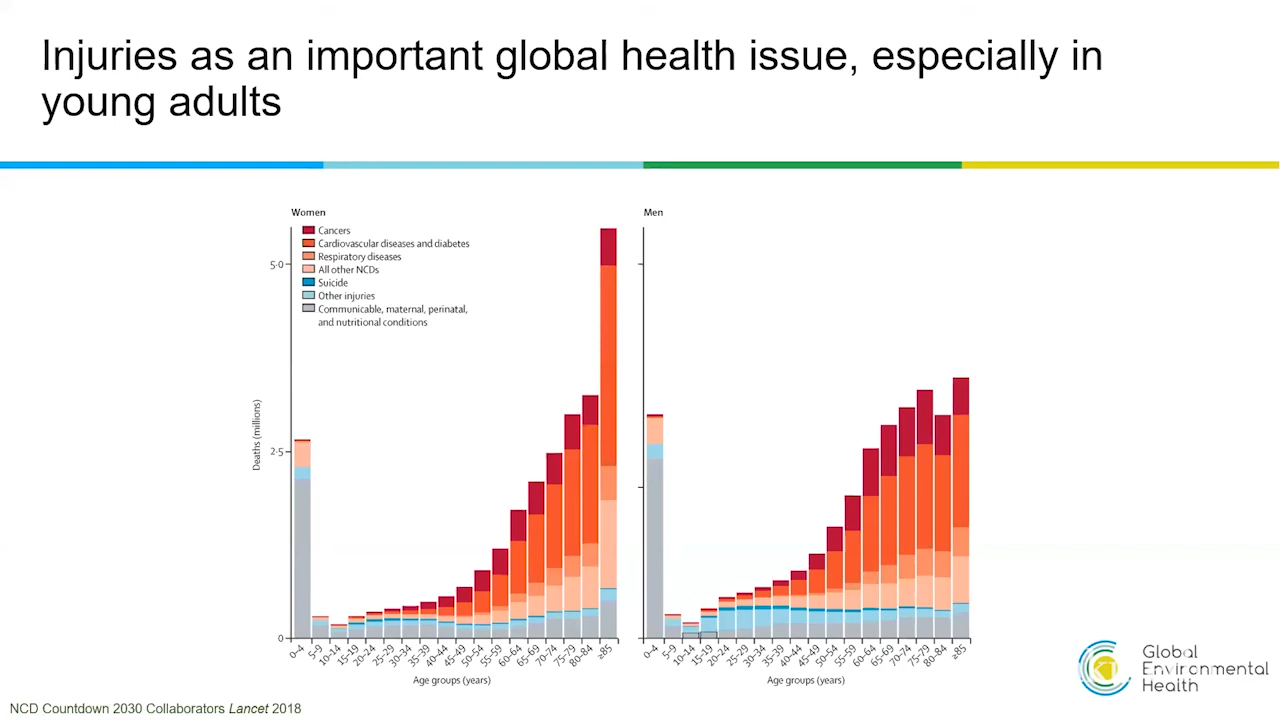 Injuries as an important global health issue, especially in
young adults
Women
Cancers
Cardiovascular diseases and diabetes
Respiratory diseases
All other NCDs
Suicide
Other injuries
Communicable, maternal, perinatal,
and nutritional conditions
Deaths (millions)
5·0
2·5
0
0-4
5-9
10-14
15-19
20-24
25-29
30-34
35-39
40-44
45-49
50-54
55-59
60-64
65-69
70-74
75-79
80-84
≥85
Age groups (years)
Men
0-4
5-9
10-14
15-19
20-24
25-29
30-34
35-39
40-44
45-49
50-54
55-59
60-64
65-69
70-74
75-79
80-84
≥85
Age groups (years)
Global
Environmental
Health
NCD Countdown 2030 Collaborators Lancet 2018